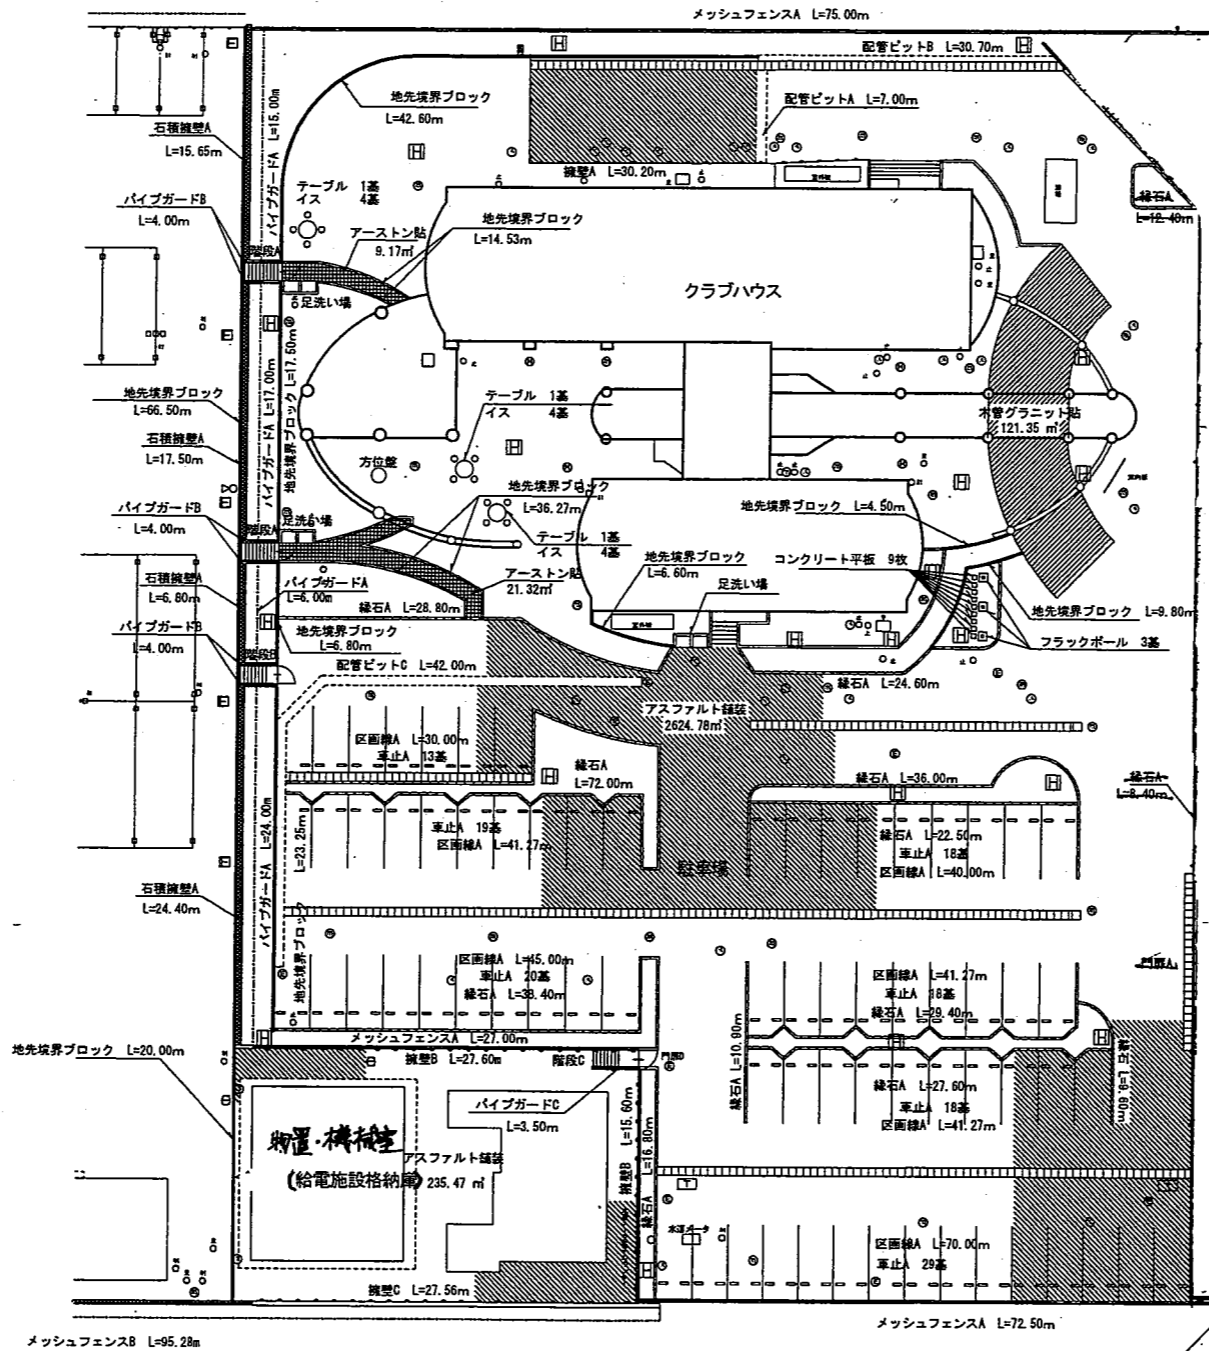 メッシュフェンスA L=75.00m
配管ピットB L=30.70m
地先境界ブロック
L=42.60m
配管ピットA L=7.00m
石積擁壁A
L=15.65m
パイプガードA L=15.00m
擁壁A L=30.20m
テーブル 1基
イス 4基
パイプガードB
L=4.00m
地先境界ブロック
L=14.53m
アーストン貼
9.17㎡
縁石A
L=12.40m
階段A
足洗い場
クラブハウス
地先境界ブロック L=17.50m
パイプガードA L=17.00m
地先境界ブロック
L=66.50m
テーブル 1基
イス 4基
木曽グラニット貼
121.35 ㎡
石積擁壁A
L=17.50m
方位盤
地先境界ブロック
L=36.27m
パイプガードB
L=4.00m
足洗い場
階段A
地先境界ブロック L=4.50m
テーブル 1基
イス 4基
地先境界ブロック
L=6.60m
コンクリート平板 9枚
石積擁壁A
L=6.80m
パイプガードA
L=6.00m
アーストン貼
21.32㎡
足洗い場
縁石A L=28.80m
地先境界ブロック L=9.80m
パイプガードB
L=4.00m
地先境界ブロック
L=6.80m
フラックポール 3基
階段B
配管ピットC L=42.00m
縁石A L=24.60m
アスファルト舗装
2624.78㎡
区画線A L=30.00m
車止A 13基
縁石A
L=72.00m
縁石A L=36.00m
縁石A
L=8.40m
車止A 19基
区画線A L=41.27m
縁石A L=22.50m
車止A 18基
区画線A L=40.00m
駐車場
パイプガードA L=24.00m
L=23.25m
地先境界ブロック
石積擁壁A
L=24.40m
区画線A L=45.00m
車止A 20基
縁石A L=38.40m
区画線A L=41.27m
車止A 18基
縁石A L=29.40m
門扉A
メッシュフェンスA L=27.00m
地先境界ブロック L=20.00m
擁壁B L=27.60m
階段C
縁石A L=10.90m
縁石 L=9.60m
縁石A L=27.60m
車止A 18基
区画線A L=41.27m
パイプガードC
L=3.50m
物置・機械室
(給電施設格納庫)
アスファルト舗装
235.47 ㎡
擁壁B L=15.60m
縁石A L=16.80m
水道メータ
区画線A L=70.00m
車止A 29基
擁壁C L=27.56m
メッシュフェンスA L=72.50m
メッシュフェンスB L=95.28m